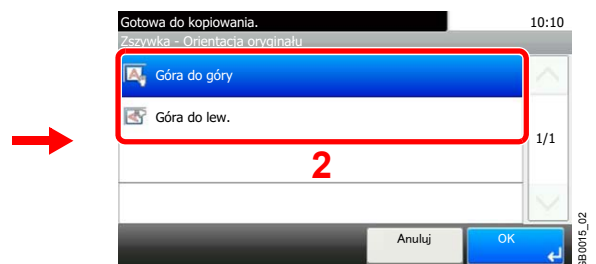 Gotowa do kopiowania. 10:10
Zszywka - Orientacja oryginału
Góra do góry
Góra do lew.
1/1
2
Anuluj OK
GB0015_02